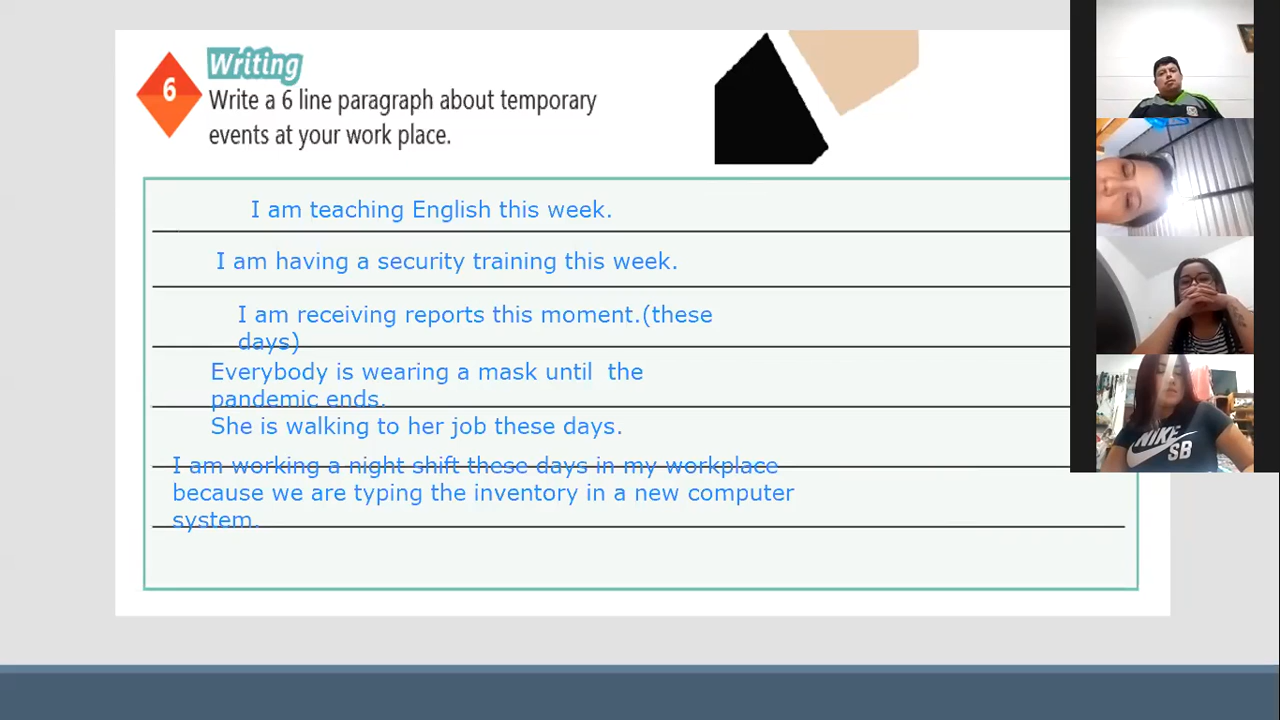 Writing
6
Write a 6 line paragraph about temporary
events at your work place.
I am teaching English this week.
I am having a security training this week.
I am receiving reports this moment.(these
days)
Everybody is wearing a mask until the
pandemic ends.
She is walking to her job these days.
I am working a night shift these days in my workplace
because we are typing the inventory in a new computer
system.
NIKE
SB